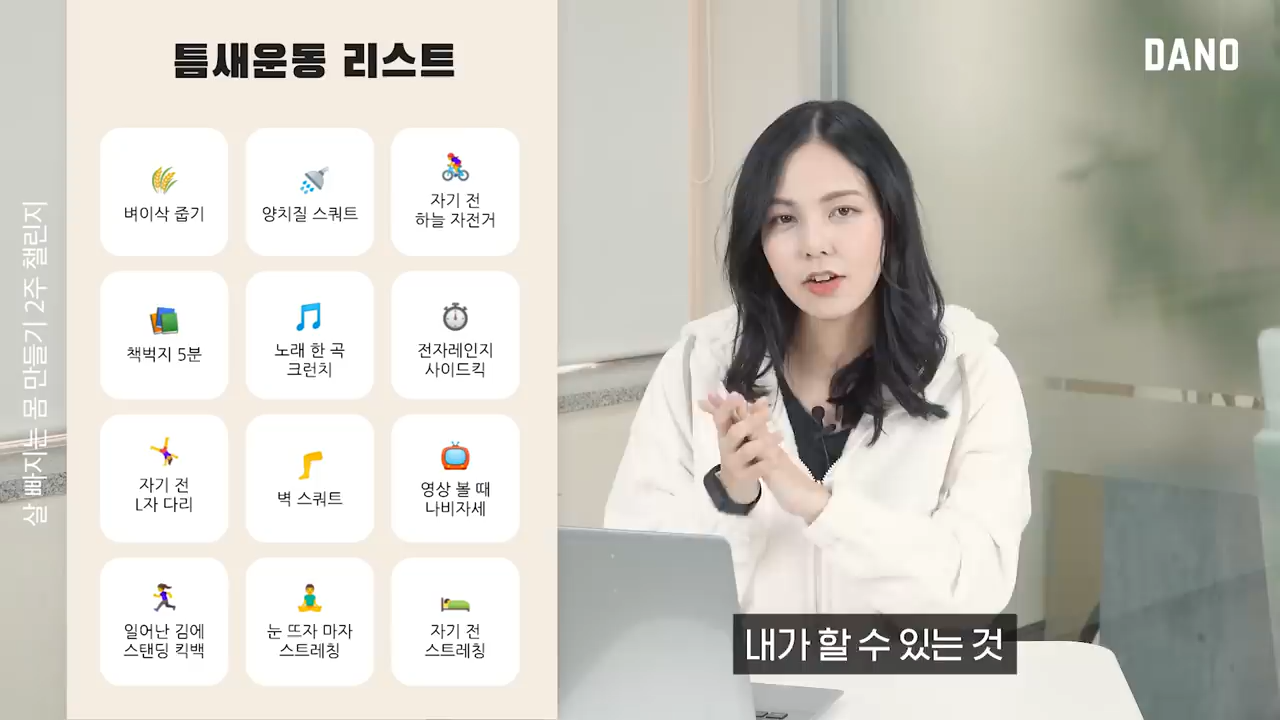 틈새운동 리스트
벼이삭 줍기
양치질 스쿼트
자기 전
하늘 자전거
책벅지 5분
노래 한 곡
크런치
전자레인지
사이드킥
자기 전
L자 다리
벽 스쿼트
영상 볼 때
나비자세
일어난 김에
스탠딩 킥백
눈 뜨자 마자
스트레칭
자기 전
스트레칭
살 빠지는 몸 만들기 2주 챌린지
DANO
내가 할 수 있는 것